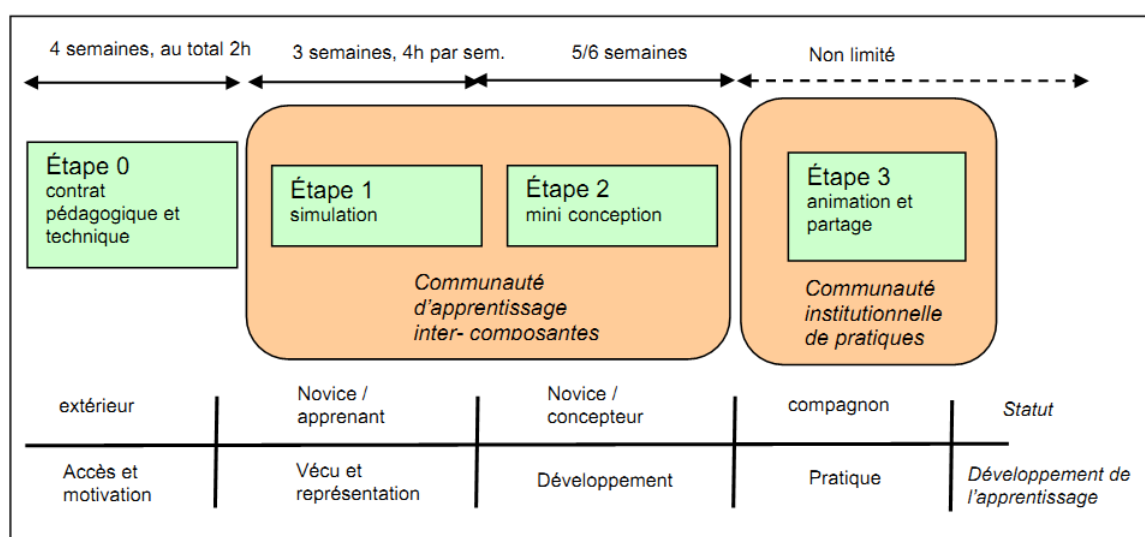 4 semaines, au total 2h
3 semaines, 4h par sem.
5/6 semaines
Non limité
Étape 0
contrat
pédagogique et
technique
Étape 1
simulation
Étape 2
mini conception
Étape 3
animation et
partage
Communauté
d'apprentissage
inter- composantes
Communauté
institutionnelle
de pratiques
extérieur
Novice /
apprenant
Novice /
concepteur
compagnon
Statut
Accès et
motivation
Vécu et
représentation
Développement
Pratique
Développement de
l'apprentissage